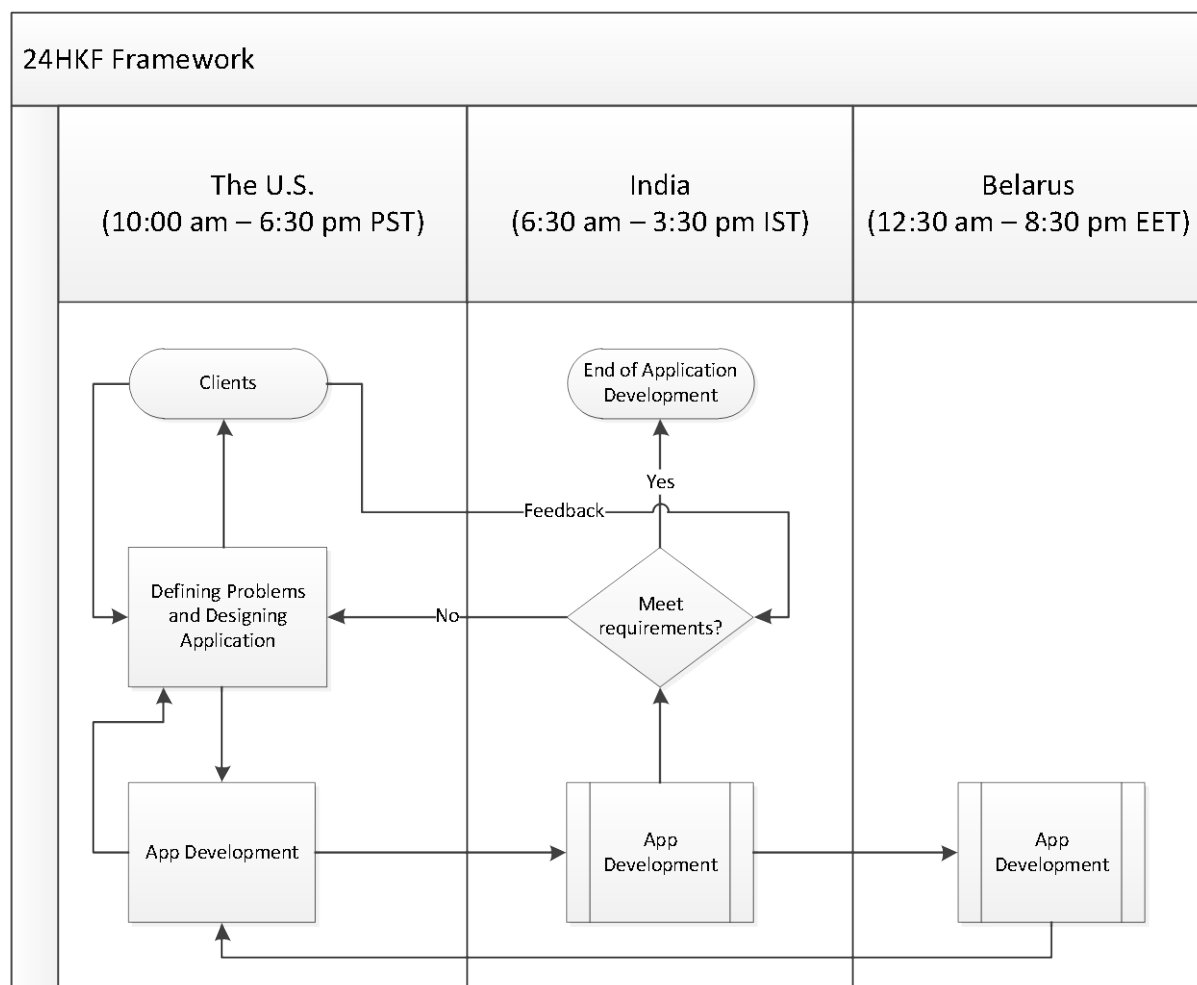 24HKF Framework
The U.S.
(10:00 am – 6:30 pm PST)
India
(6:30 am – 3:30 pm IST)
Belarus
(12:30 am – 8:30 pm EET)
Clients
End of Application
Development
Yes
Feedback
Defining Problems
and Designing
Application
No
Meet
requirements?
App Development
App
Development
App
Development